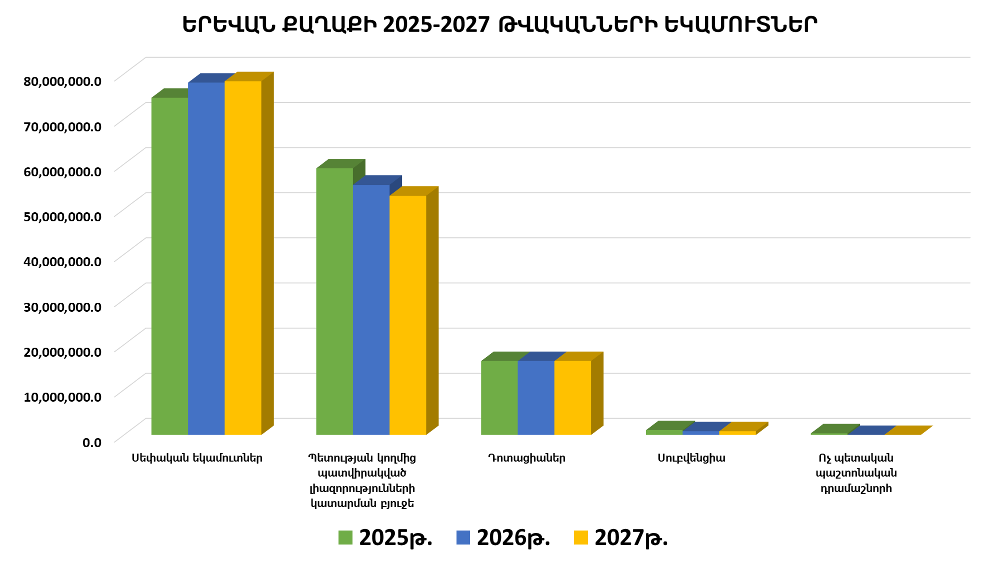 ԵՐԵՎԱՆ ՔԱՂԱՔԻ 2025-2027 ԹՎԱԿԱՆՆԵՐԻ ԵԿԱՄՈՒՏՆԵՐ
80,000,000.0
70,000,000.0
60,000,000.0
50,000,000.0
40,000,000.0
30,000,000.0
20,000,000.0
10,000,000.0
0.0
Սեփական եկամուտներ
Պետության կողմից
պատվիրակված
լիազորությունների
կատարման բյուջե
Դոտացիաներ
Սուբվենցիա
Ոչ պետական
պաշտոնական
դրամաշնորհ
2025թ.
2026թ.
2027թ.